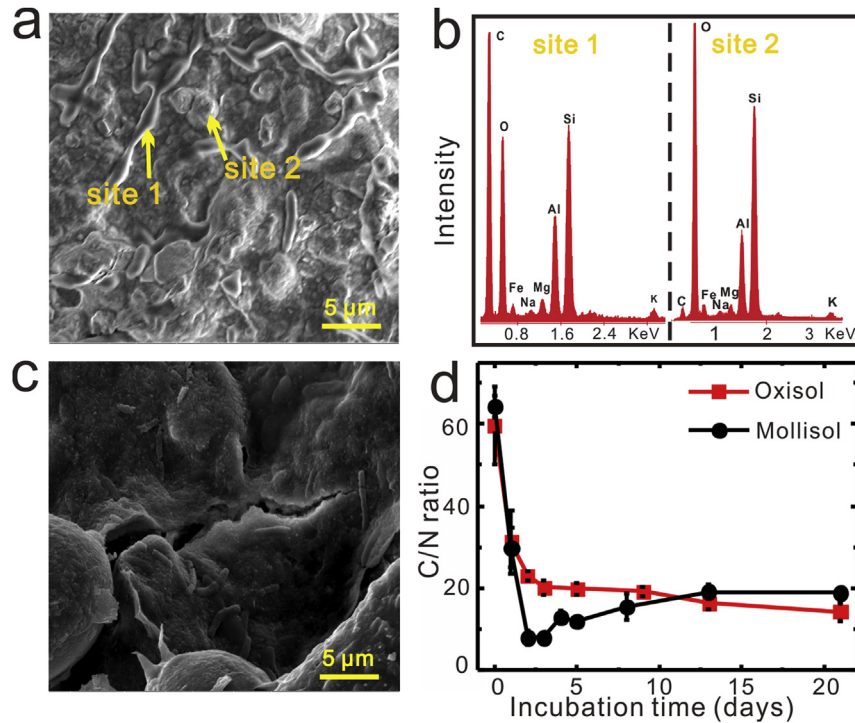 a
site 1
site 2
5 μm
b
site 1
site 2
Intensity
C
O
Fe
Na
Mg
Al
Si
K
0.8 1.6 2.4 KeV
O
C
Fe
Na
Mg
Al
Si
K
1 2 3 KeV
c
5 μm
d
Oxisol
Mollisol
C/N ratio
60
40
20
0
0 5 10 15 20
Incubation time (days)